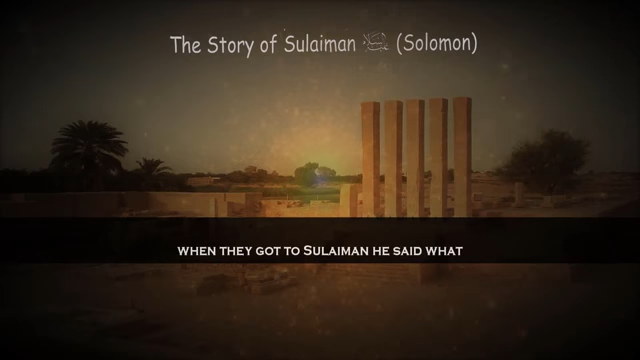 The Story of Sulaiman (Solomon)
WHEN THEY GOT TO SULAIMAN HE SAID WHAT